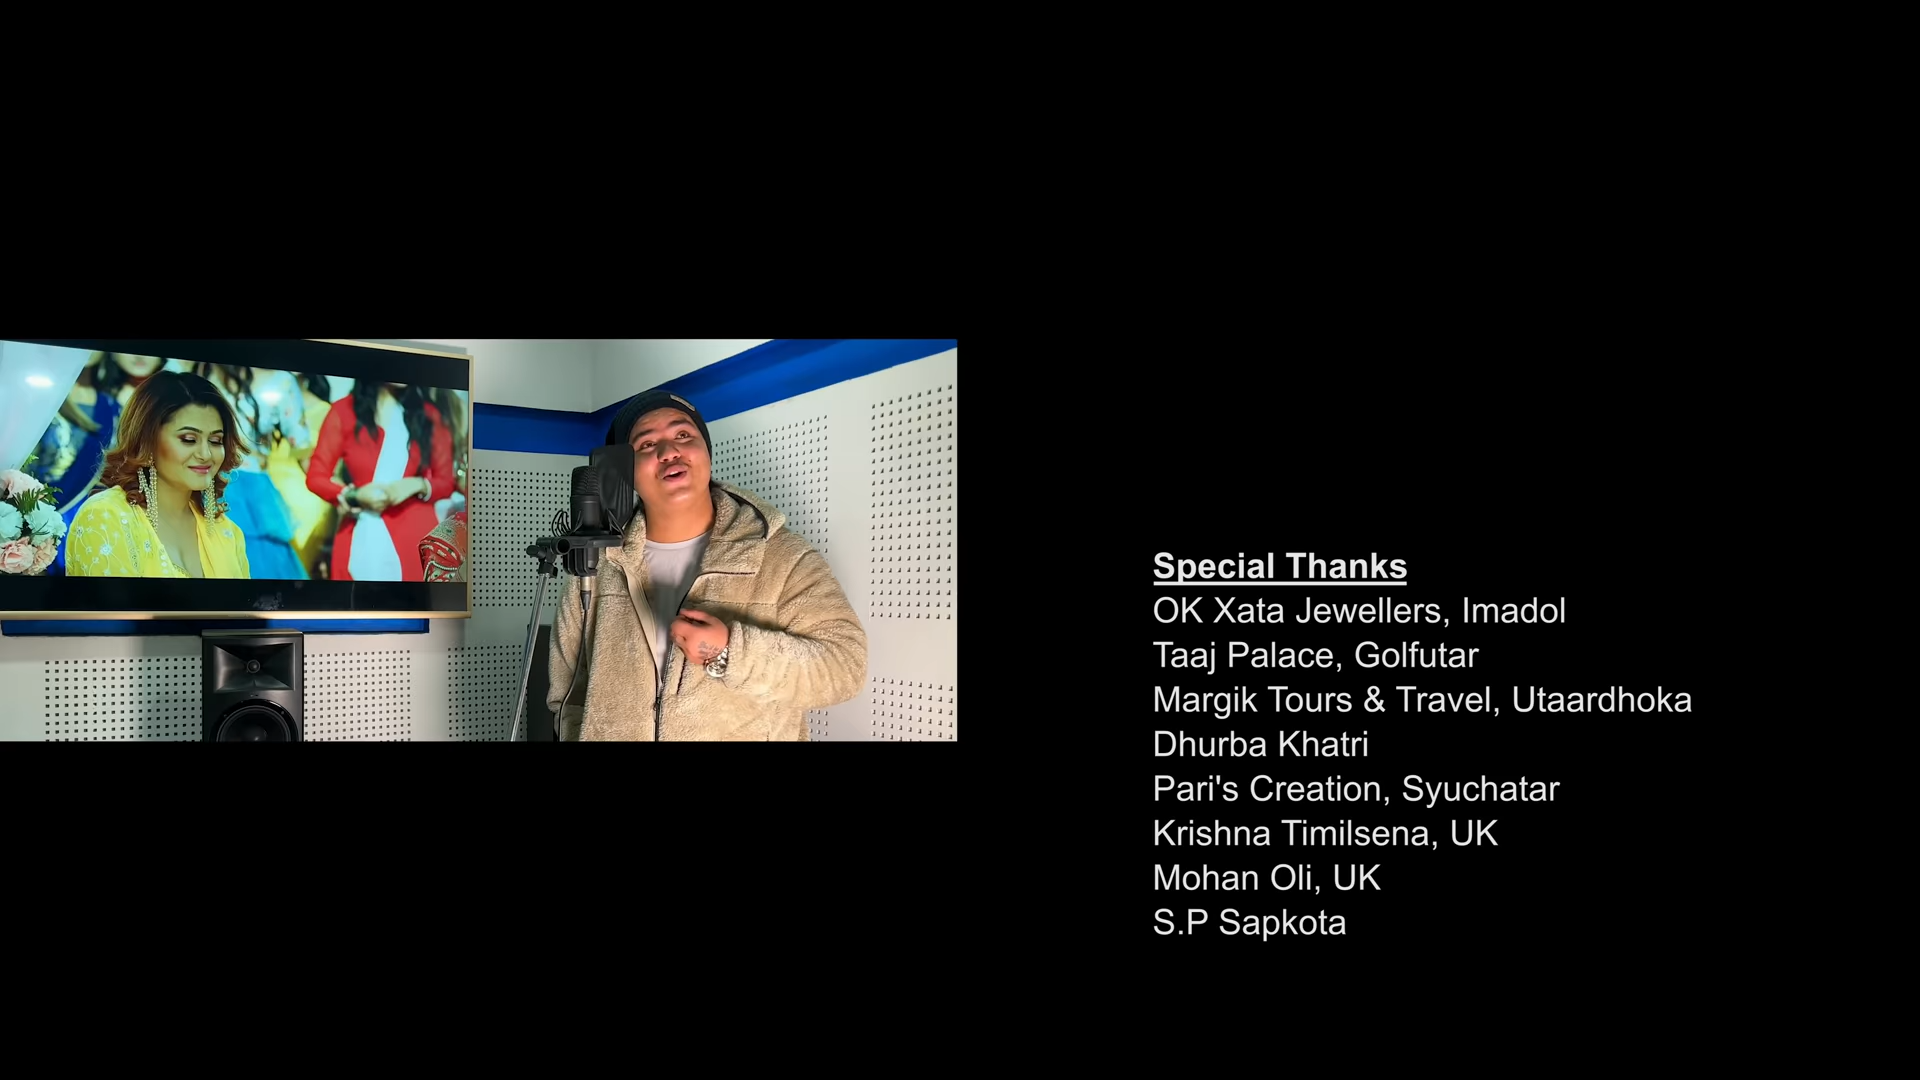 Special Thanks
OK Xata Jewellers, Imadol
Taaj Palace, Golfutar
Margik Tours & Travel, Utaardhoka
Dhurba Khatri
Pari's Creation, Syuchatar
Krishna Timilsena, UK
Mohan Oli, UK
S.P Sapkota